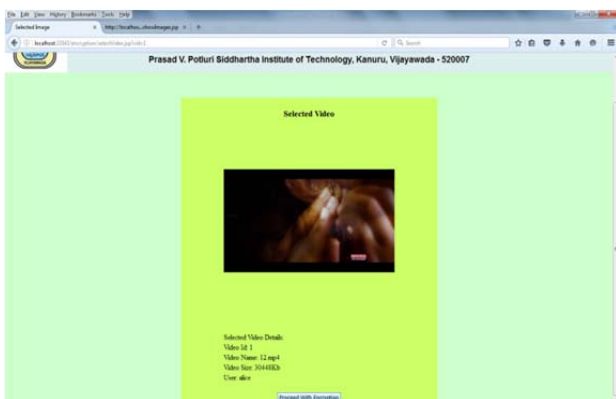 File Edit View History Bookmarks Tools Help
Selected Image
Search
Prasad V. Potluri Siddhartha Institute of Technology, Kanuru, Vijayawada - 520007
Selected Video
Selected Video Details:
Video Id: 1
Video Name: 12.mp4
Video Size: 30448Kb
User: alice
Proceed With Encryption